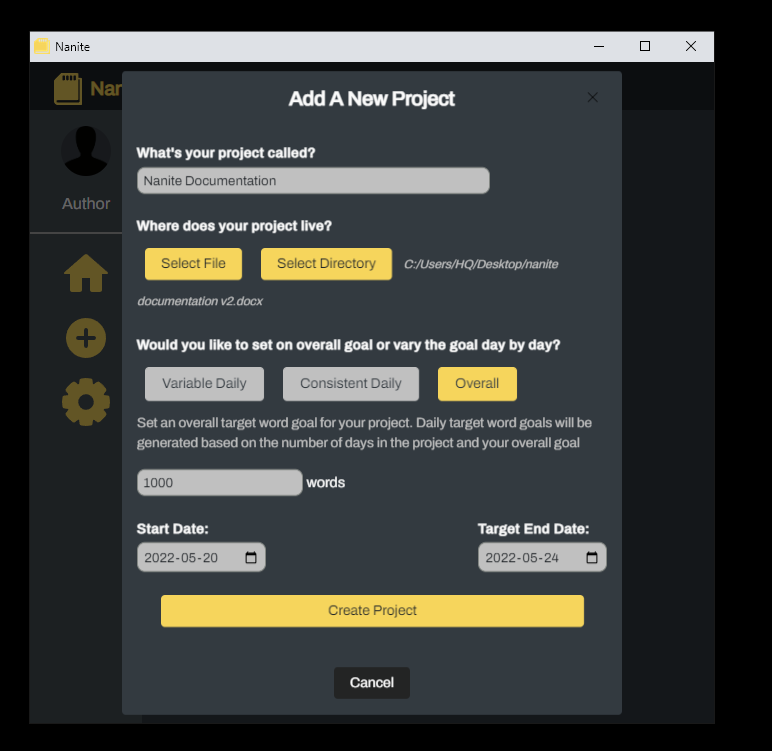 Nanite
Nan
Add A New Project
Author
What's your project called?
Nanite Documentation
Where does your project live?
Select File Select Directory C:/Users/HQ/Desktop/nanite
documentation v2.docx
Would you like to set on overall goal or vary the goal day by day?
Variable Daily Consistent Daily Overall
Set an overall target word goal for your project. Daily target word goals will be
generated based on the number of days in the project and your overall goal
1000 words
Start Date: Target End Date:
2022-05-20 2022-05-24
Create Project
Cancel